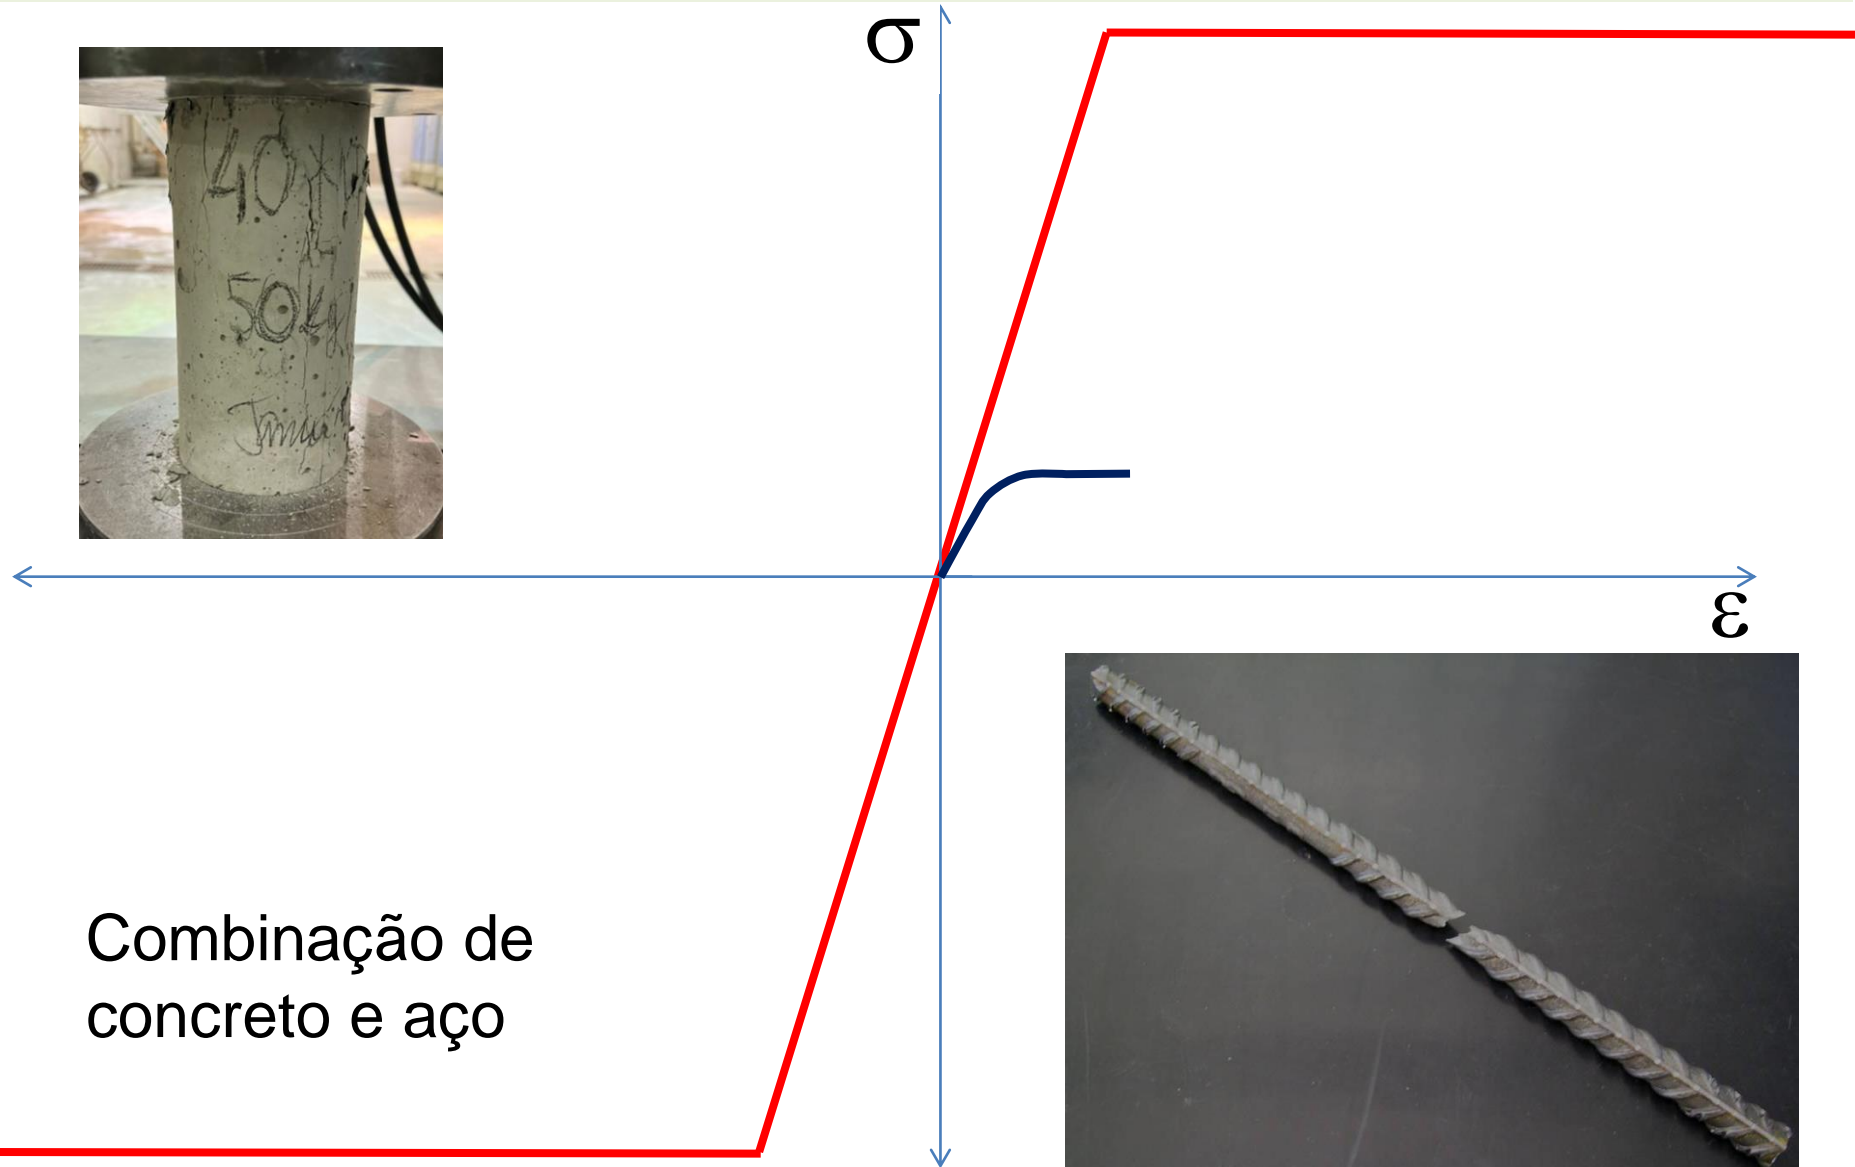 σ
40
50kg
ε
Combinação de
concreto e aço